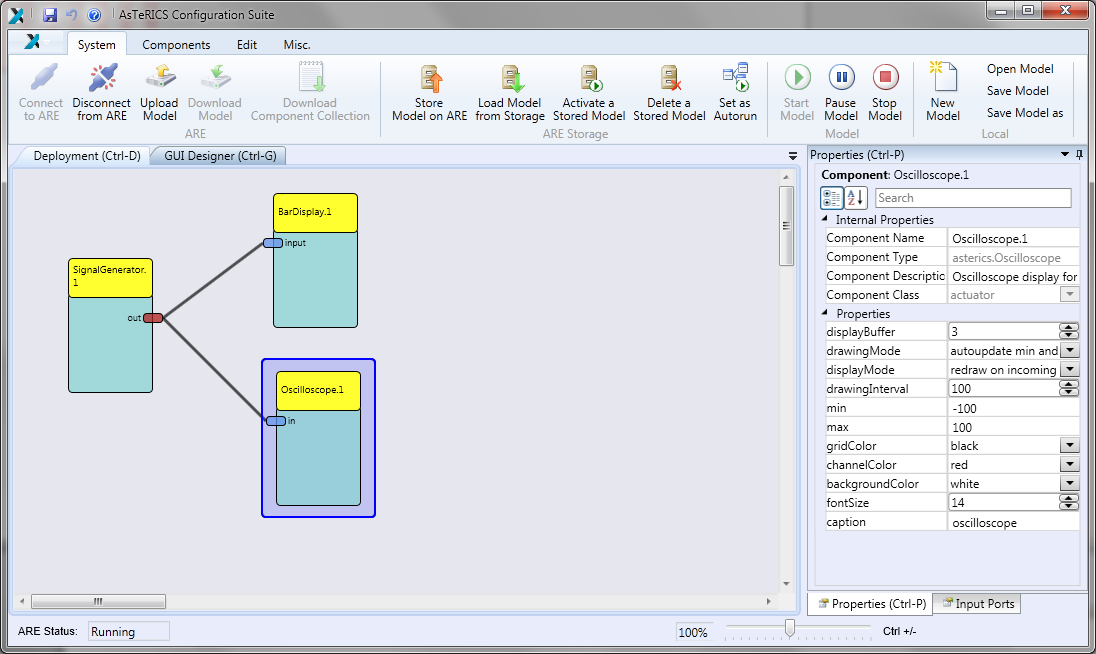 AsTeRICS Configuration Suite
System Components Edit Misc.
Connect to ARE
Disconnect from ARE
Upload Model
Download Model
Download Component Collection
ARE
Store Model on ARE
Load Model from Storage
Activate a Stored Model
Delete a Stored Model
Set as Autorun
ARE Storage
Start Model
Pause Model
Stop Model
Model
New Model
Open Model
Save Model
Save Model as
Local
Deployment (Ctrl-D) GUI Designer (Ctrl-G)
BarDisplay.1
input
SignalGenerator.
1
out
Oscilloscope.1
in
Properties (Ctrl-P)
Component: Oscilloscope.1
Search
Internal Properties
Component Name Oscilloscope.1
Component Type asterics.Oscilloscope
Component Descriptio Oscilloscope display for
Component Class actuator
Properties
displayBuffer 3
drawingMode autoupdate min and
displayMode redraw on incoming
drawingInterval 100
min -100
max 100
gridColor black
channelColor red
backgroundColor white
fontSize 14
caption oscilloscope
Properties (Ctrl-P) Input Ports
ARE Status: Running
100%
Ctrl +/-